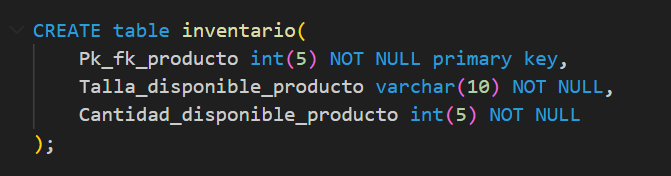 CREATE table inventario(
Pk_fk_producto int(5) NOT NULL primary key,
Talla_disponible_producto varchar(10) NOT NULL,
Cantidad_disponible_producto int(5) NOT NULL
);